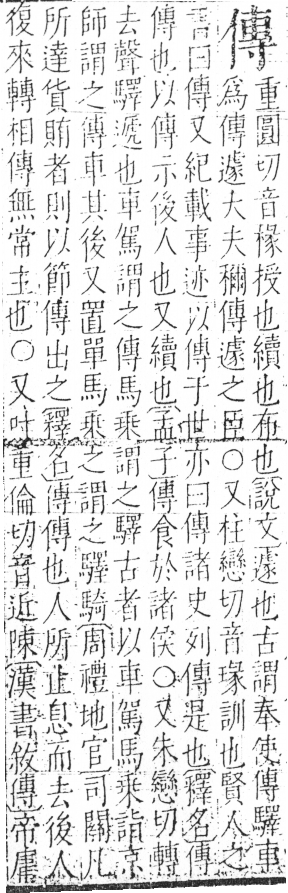 傳
重圓切音椽授也續也布也説文遽也古謂奉使傳驛車
爲傳遽大夫稱傳遽之臣○又柱戀切音瑑訓也賢人之
書曰傳又紀載事迹以傳于世亦曰傳諸史列傳是也釋名傳
傳也以傳示後人也又續也孟子傳食於諸侯○又朱戀切轉
去聲驛遞也車駕謂之傳馬乘謂之驛古者以車駕馬乘詣京
師謂之傳車其後又置單馬乘之謂之驛騎周禮地官司關凡
所達貨賄者則以節傳出之釋名傳傳也人所止息而去後人
復來轉相傳無常主也○又叶重倫切音近陳漢書敘傳帝庸